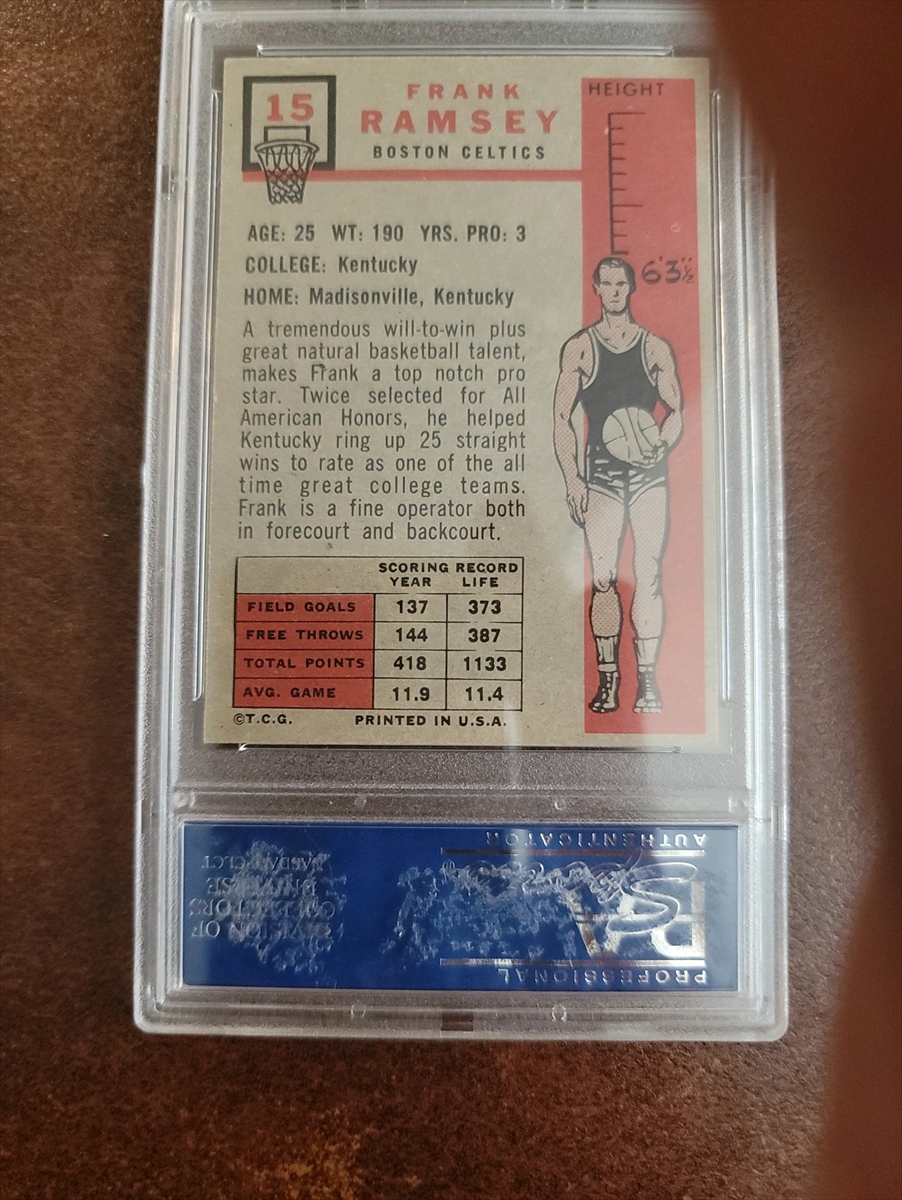 15
FRANK
RAMSEY
BOSTON CELTICS
HEIGHT
6'3½"
AGE: 25 WT: 190 YRS. PRO: 3
COLLEGE: Kentucky
HOME: Madisonville, Kentucky
A tremendous will-to-win plus
great natural basketball talent,
makes Frank a top notch pro
star. Twice selected for All
American Honors, he helped
Kentucky ring up 25 straight
wins to rate as one of the all
time great college teams.
Frank is a fine operator both
in forecourt and backcourt.
SCORING RECORD
YEAR LIFE
FIELD GOALS 137 373
FREE THROWS 144 387
TOTAL POINTS 418 1133
AVG. GAME 11.9 11.4
©T.C.G. PRINTED IN U.S.A.
PROFESSIONAL
AUTHENTICATOR
DIVISION OF
COLLECTORS
UNIVERSE